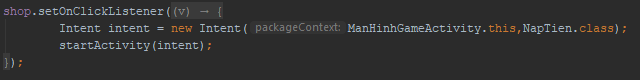 shop.setOnClickListener((v) → {
Intent intent = new Intent( packageContext: ManHinhGameActivity.this,NapTien.class);
startActivity(intent);
});